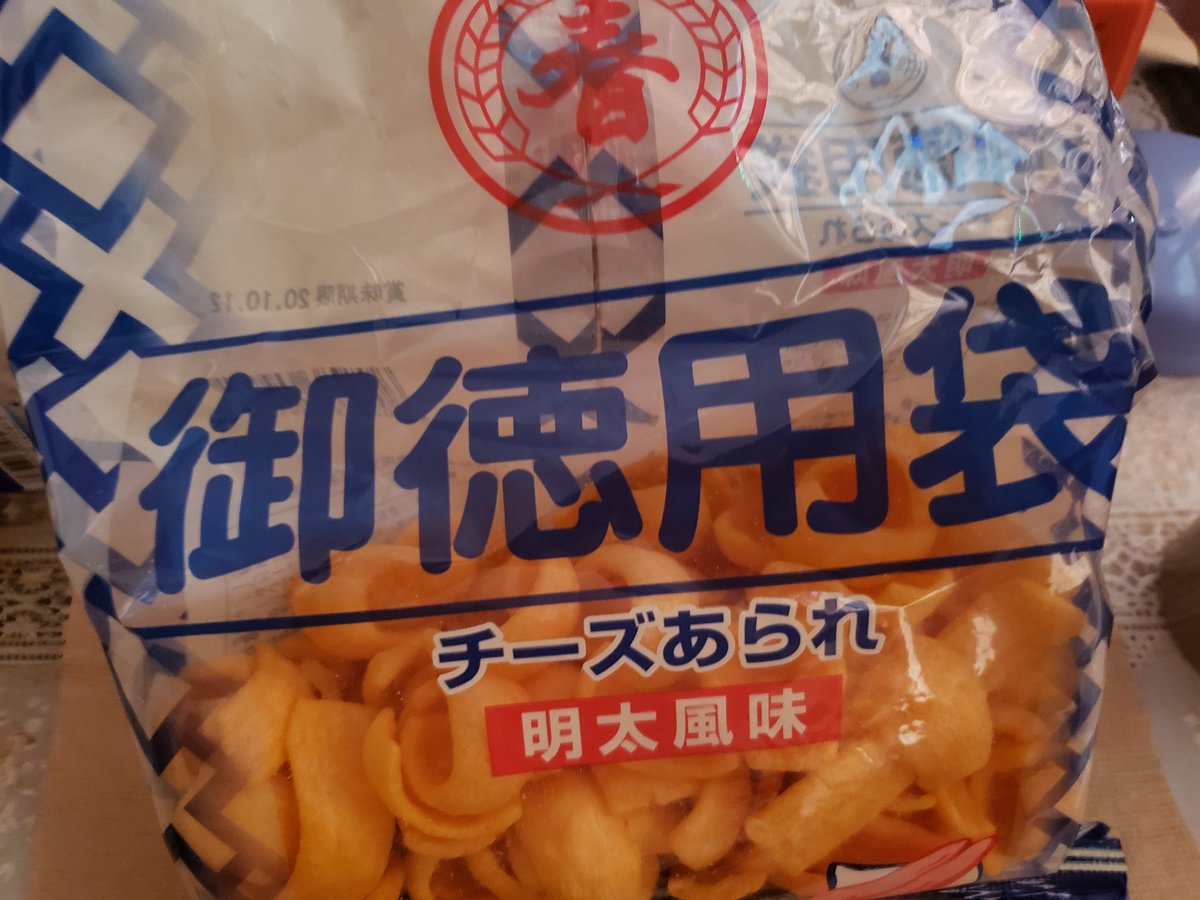 春
賞味期限 20.10.12
御徳用袋
チーズあられ
明太風味